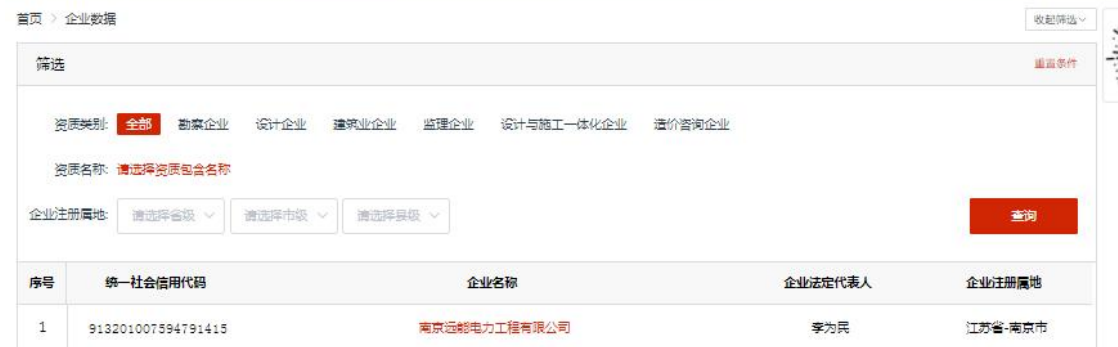 首页 > 企业数据
收起筛选
筛选
重置条件
资质类别: 全部 勘察企业 设计企业 建筑业企业 监理企业 设计与施工一体化企业 造价咨询企业
资质名称: 请选择资质包含名称
企业注册属地: 请选择省级 请选择市级 请选择县级 查询
序号 统一社会信用代码 企业名称 企业法定代表人 企业注册属地
1 913201007594791415 南京远能电力工程有限公司 李为民 江苏省-南京市